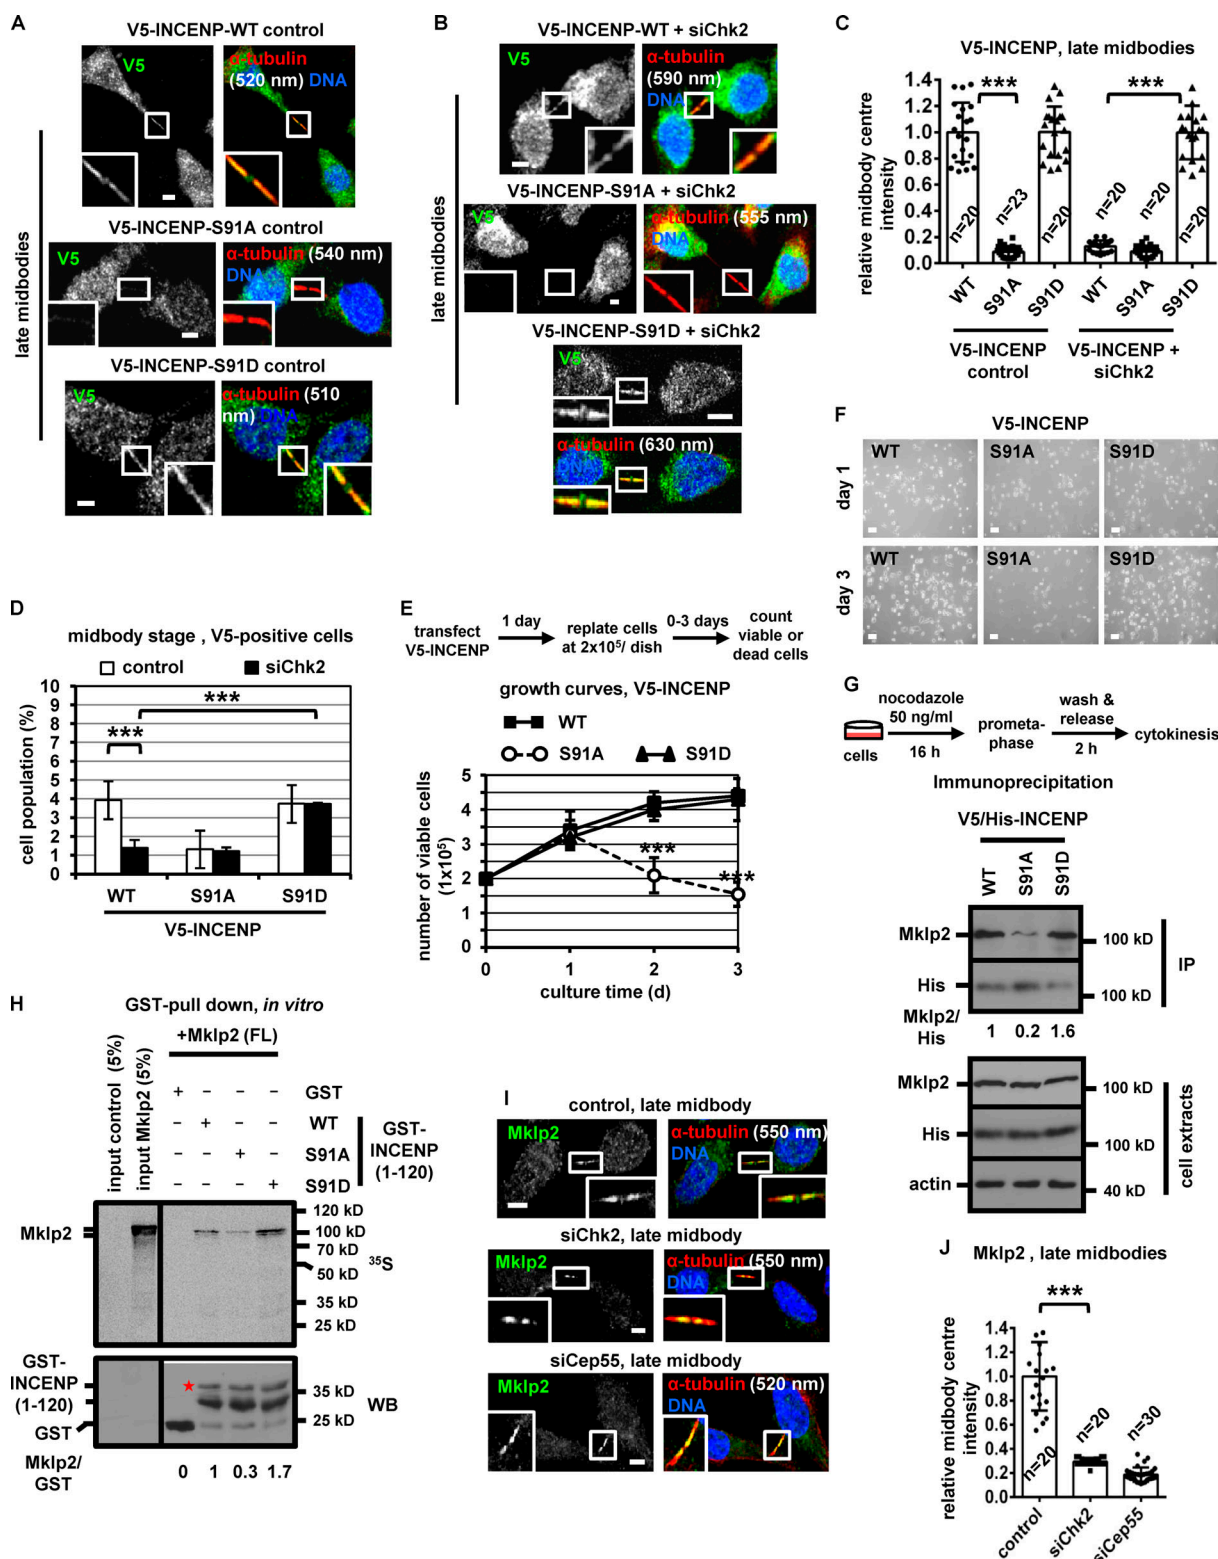 A
V5-INCENP-WT control
V5
α-tubulin
(520 nm) DNA
V5-INCENP-S91A control
V5
α-tubulin (540 nm)
DNA
V5-INCENP-S91D control
V5
α-tubulin (510
nm) DNA
late midbodies
B
V5-INCENP-WT + siChk2
V5
α-tubulin
(590 nm)
DNA
V5-INCENP-S91A + siChk2
V5
α-tubulin (555 nm)
DNA
V5-INCENP-S91D + siChk2
V5
α-tubulin (630 nm)
DNA
late midbodies
C
V5-INCENP, late midbodies
relative midbody centre
intensity
1.4
1.2
1.0
0.8
0.6
0.4
0.2
0.0
*** ***
n=20 n=23 n=20 n=20 n=20 n=20
WT S91A S91D WT S91A S91D
V5-INCENP
control
V5-INCENP +
siChk2
D
midbody stage , V5-positive cells
control siChk2
cell population (%)
10
9
8
7
6
5
4
3
2
1
0
***
***
WT S91A S91D
V5-INCENP
E
transfect
V5-INCENP
1 day
replate cells
at 2x10⁵/ dish
0-3 days
count
viable or
dead cells
growth curves, V5-INCENP
WT
S91A S91D
number of viable cells
(1x10⁵)
5
4
3
2
1
0
*** ***
0 1 2 3
culture time (d)
F
V5-INCENP
WT S91A S91D
day 1
WT S91A S91D
day 3
G
cells
nocodazole
50 ng/ml
16 h
prometa-
phase
wash &
release
2 h
cytokinesis
Immunoprecipitation
V5/His-INCENP
WT S91A S91D
Mklp2 100 kD
His 100 kD
IP
Mklp2/
His
1 0.2 1.6
Mklp2 100 kD
His 100 kD
actin 40 kD
cell extracts
H
GST-pull down, in vitro
+Mklp2 (FL)
input control (5%)
input Mklp2 (5%)
+ – – – GST
– + – – WT
– – + – S91A
– – – + S91D
GST-
INCENP
(1-120)
Mklp2
120 kD
100 kD
70 kD
50 kD
35 kD
25 kD
³⁵S
GST-
INCENP
(1-120)
GST
35 kD
25 kD
WB
Mklp2/
GST
0 1 0.3 1.7
I
control, late midbody
Mklp2
α-tubulin (550 nm)
DNA
siChk2, late midbody
Mklp2
α-tubulin (550 nm)
DNA
siCep55, late midbody
Mklp2
α-tubulin (520 nm)
DNA
J
Mklp2 , late midbodies
relative midbody centre
intensity
1.4
1.2
1.0
0.8
0.6
0.4
0.2
0.0
***
n=20 n=20 n=30
control siChk2 siCep55